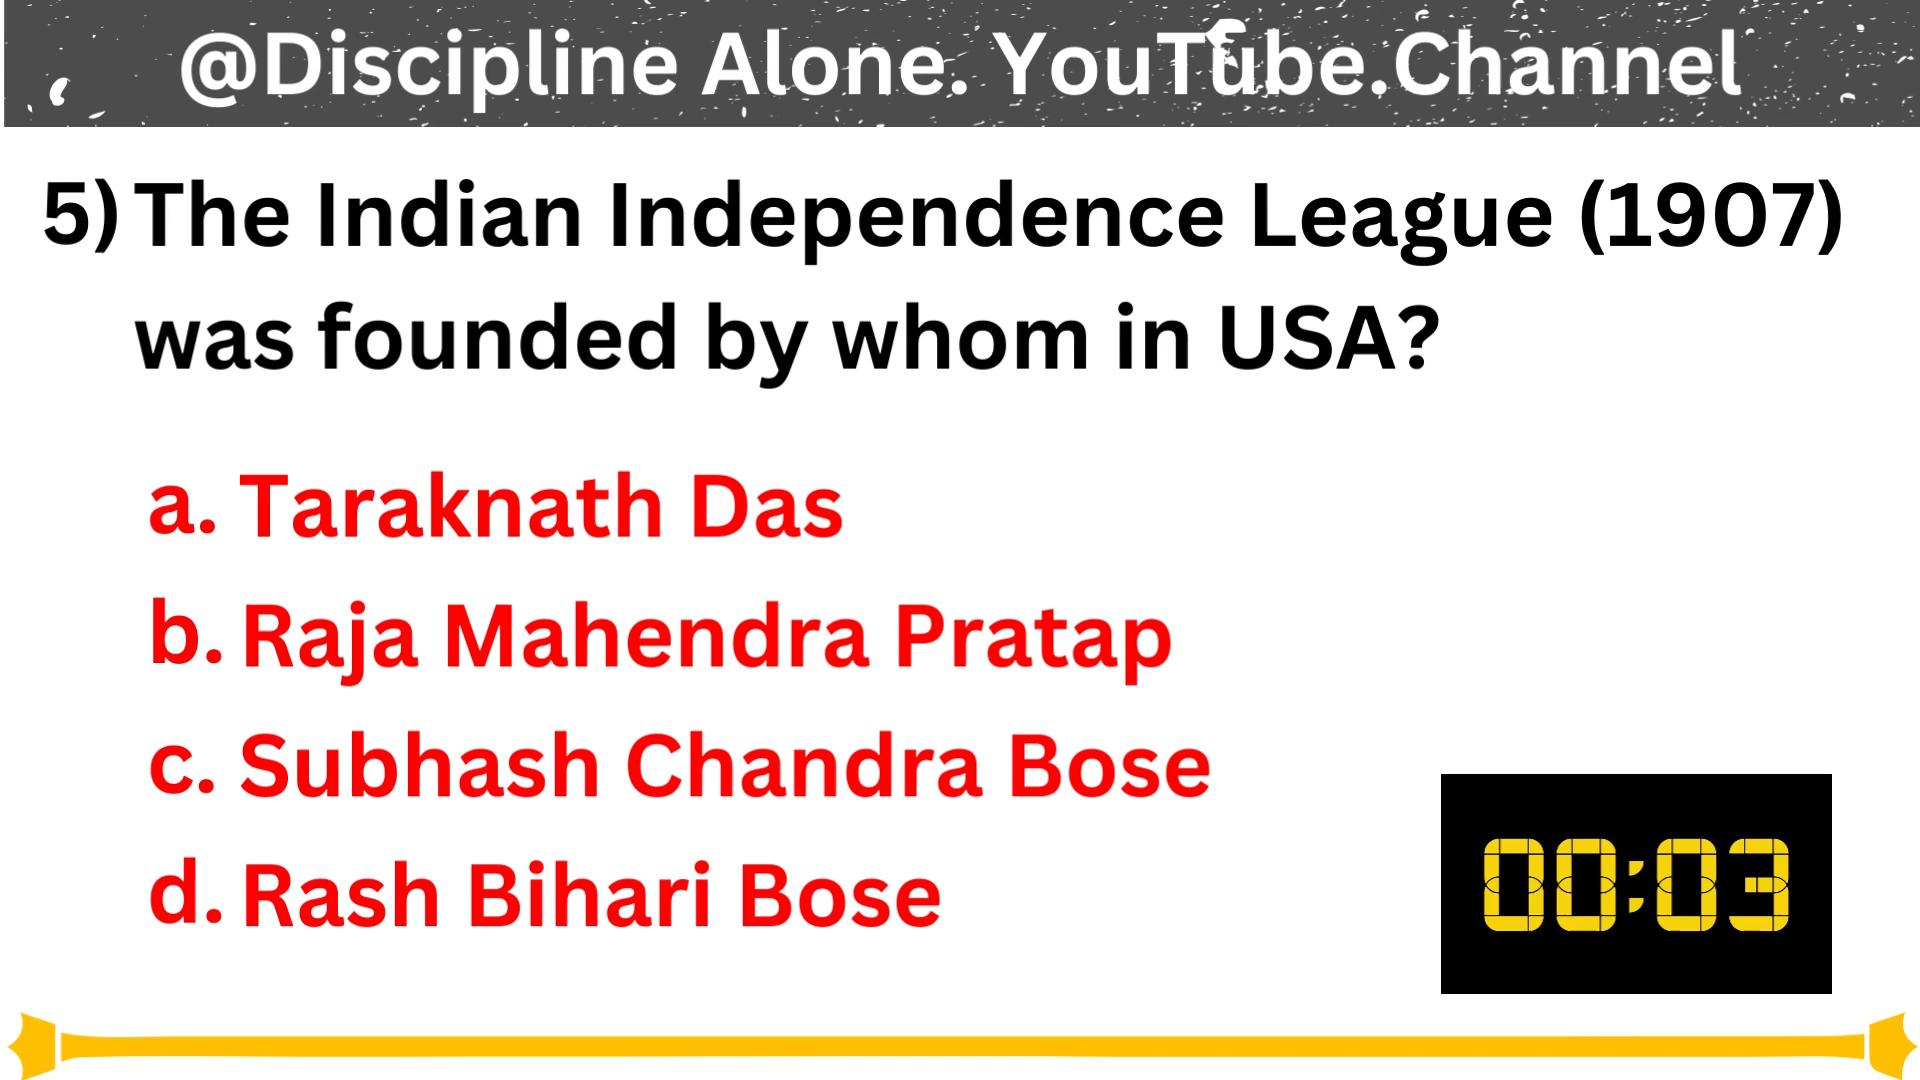 @Discipline Alone. YouTube.Channel
5) The Indian Independence League (1907)
was founded by whom in USA?
a. Taraknath Das
b. Raja Mahendra Pratap
c. Subhash Chandra Bose
d. Rash Bihari Bose
00:03